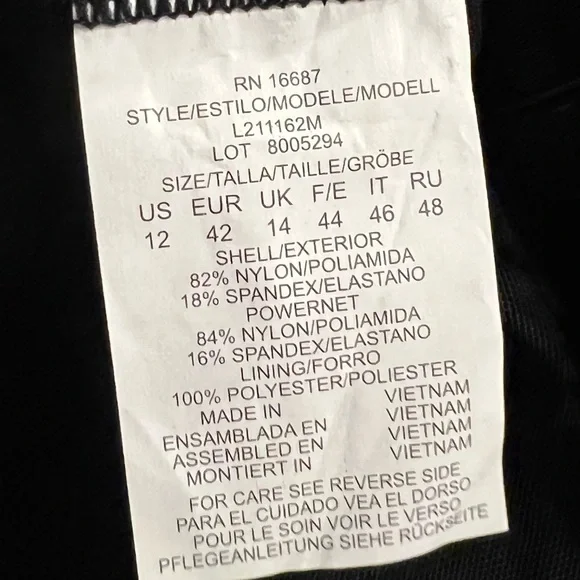 RN 16687
STYLE/ESTILO/MODELE/MODELL
L211162M
LOT 8005294
SIZE/TALLA/TAILLE/GRÖBE
US EUR UK F/E IT RU
12 42 14 44 46 48
SHELL/EXTERIOR
82% NYLON/POLIAMIDA
18% SPANDEX/ELASTANO
POWERNET
84% NYLON/POLIAMIDA
16% SPANDEX/ELASTANO
LINING/FORRO
100% POLYESTER/POLIESTER
MADE IN VIETNAM
ENSAMBLADA EN VIETNAM
ASSEMBLED EN VIETNAM
MONTIERT IN VIETNAM
FOR CARE SEE REVERSE SIDE
PARA EL CUIDADO VEA EL DORSO
POUR LE SOIN VOIR LE VERSO
PFLEGEANLEITUNG SIEHE RÜCKSEITE